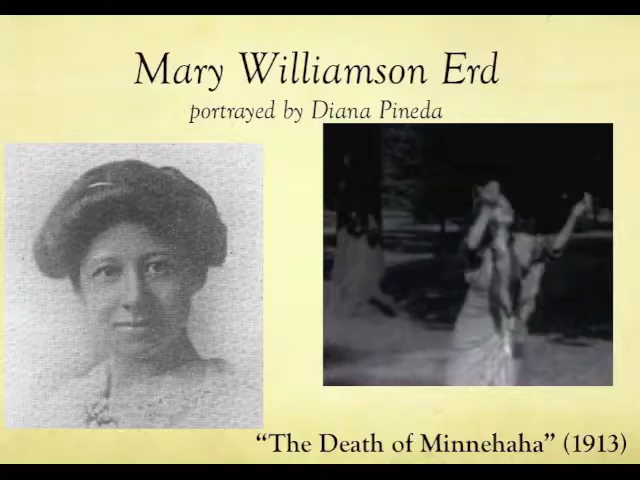 Mary Williamson Erd
portrayed by Diana Pineda
“The Death of Minnehaha” (1913)